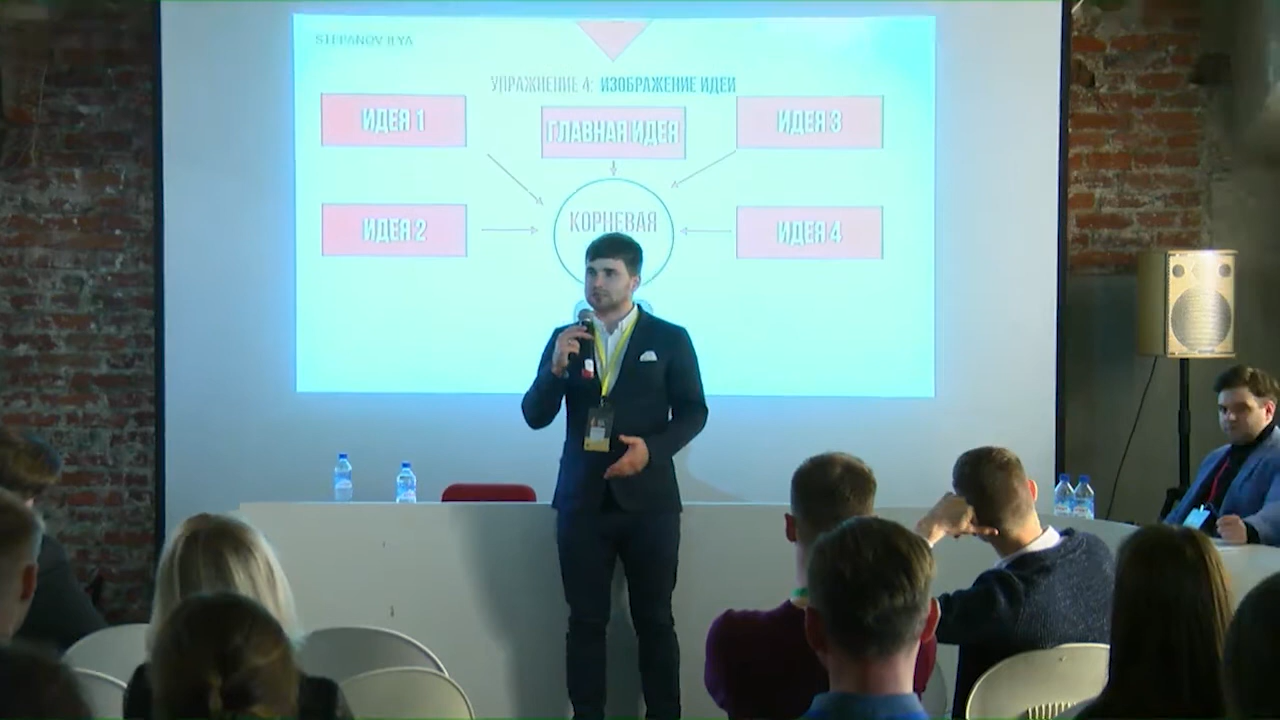 STEPANOV ILYA
УПРАЖНЕНИЕ 4: ИЗОБРАЖЕНИЕ ИДЕИ
ИДЕЯ 1
ГЛАВНАЯ ИДЕЯ
ИДЕЯ 3
ИДЕЯ 2
КОРНЕВАЯ
ИДЕЯ 4